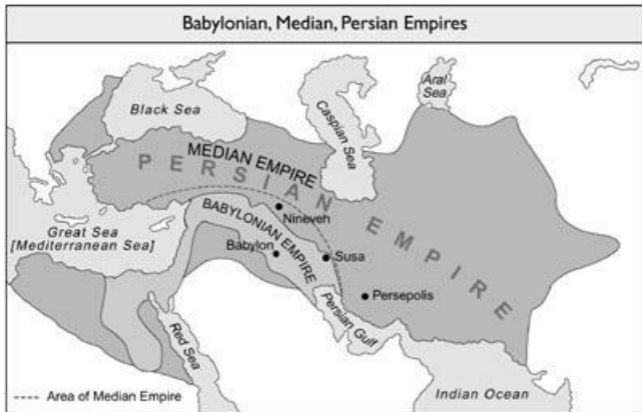 Babylonian, Median, Persian Empires
Black Sea
Caspian Sea
Aral
Sea
MEDIAN EMPIRE
PERSIAN EMPIRE
Great Sea
[Mediterranean Sea]
BABYLONIAN EMPIRE
Nineveh
Babylon
Susa
Persepolis
Persian Gulf
Red Sea
Indian Ocean
Area of Median Empire